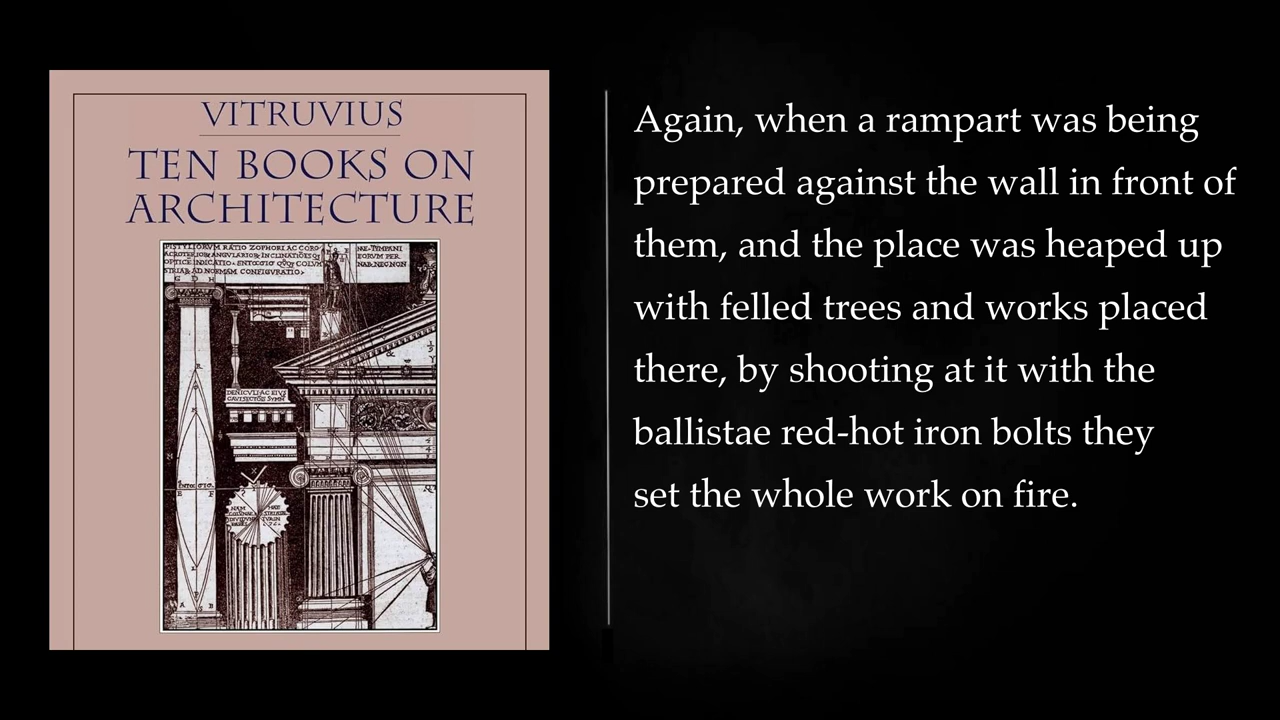 VITRUVIUS
TEN BOOKS ON
ARCHITECTURE
Again, when a rampart was being
prepared against the wall in front of
them, and the place was heaped up
with felled trees and works placed
there, by shooting at it with the
ballistae red-hot iron bolts they
set the whole work on fire.